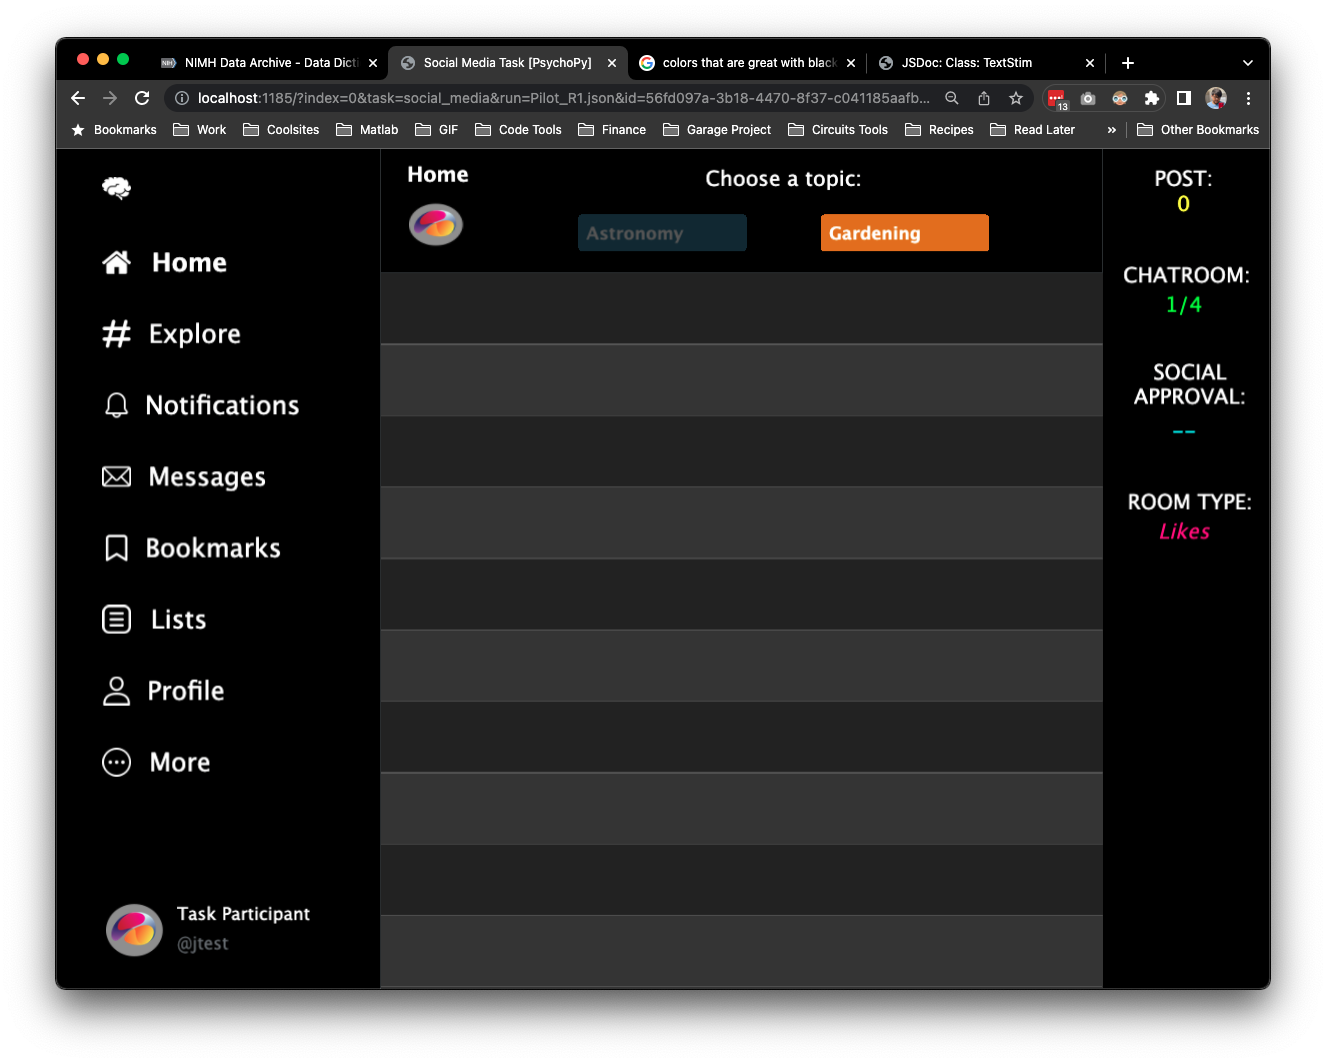 NIH
NIMH Data Archive - Data Dicti
Social Media Task [PsychoPy]
colors that are great with black
JSDoc: Class: TextStim
localhost:1185/?index=0&task=social_media&run=Pilot_R1.json&id=56fd097a-3b18-4470-8f37-c041185aafb...
13
Bookmarks
Work
Coolsites
Matlab
GIF
Code Tools
Finance
Garage Project
Circuits Tools
Recipes
Read Later
»
Other Bookmarks
Home
Explore
Notifications
Messages
Bookmarks
Lists
Profile
More
Task Participant
@jtest
Home
Choose a topic:
Astronomy
Gardening
POST:
0
CHATROOM:
1/4
SOCIAL
APPROVAL:
--
ROOM TYPE:
Likes